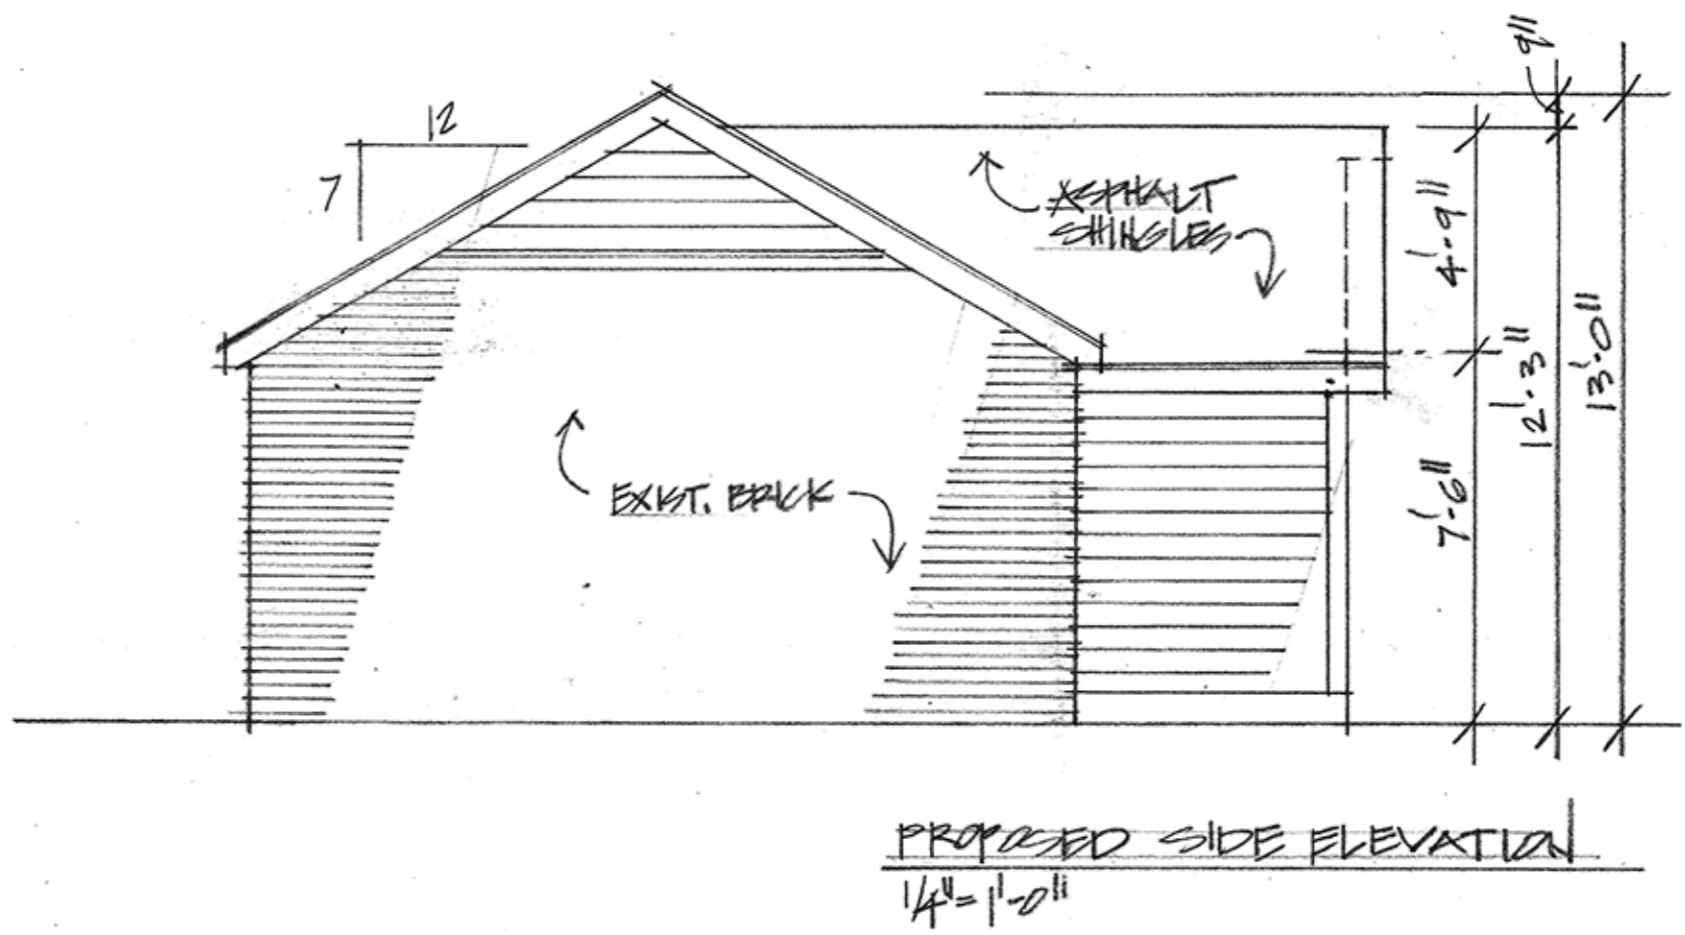 9"
12
7
ASPHALT
SHINGLES
4'-9"
12'-3"
13'-0"
EXIST. BRICK
7'-6"
PROPOSED SIDE ELEVATION
1/4"=1'-0"